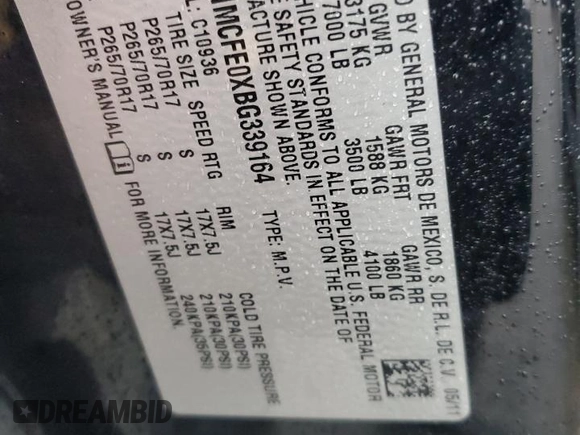 D BY GENERAL MOTORS DE MEXICO, S. DE R.L. DE C.V. 05/11
GVWR GAWR FRT GAWR RR
3175 KG 1588 KG 1860 KG
7000 LB 3500 LB 4100 LB
HICLE CONFORMS TO ALL APPLICABLE U.S. FEDERAL MOTOR
E SAFETY STANDARDS IN EFFECT ON THE DATE OF
FACTURE SHOWN ABOVE.
MCFE0XBG339164 TYPE: M.P.V.
L: C10936
TIRE SIZE SPEED RTG RIM COLD TIRE PRESSURE
P265/70R17 S 17X7.5J 210KPA(30PSI)
P265/70R17 S 17X7.5J 210KPA(30PSI)
P265/70R17 S 17X7.5J 240KPA(35PSI)
OWNER'S MANUAL FOR MORE INFORMATION.
DREAMBID